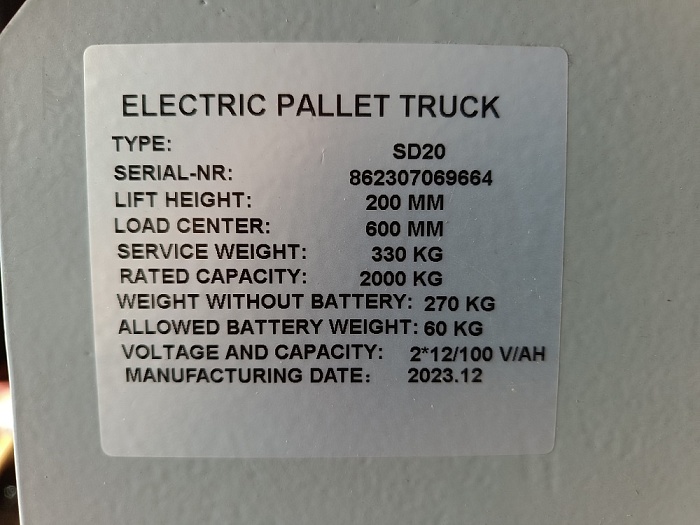 ELECTRIC PALLET TRUCK
TYPE: SD20
SERIAL-NR: 862307069664
LIFT HEIGHT: 200 MM
LOAD CENTER: 600 MM
SERVICE WEIGHT: 330 KG
RATED CAPACITY: 2000 KG
WEIGHT WITHOUT BATTERY: 270 KG
ALLOWED BATTERY WEIGHT: 60 KG
VOLTAGE AND CAPACITY: 2*12/100 V/AH
MANUFACTURING DATE: 2023.12